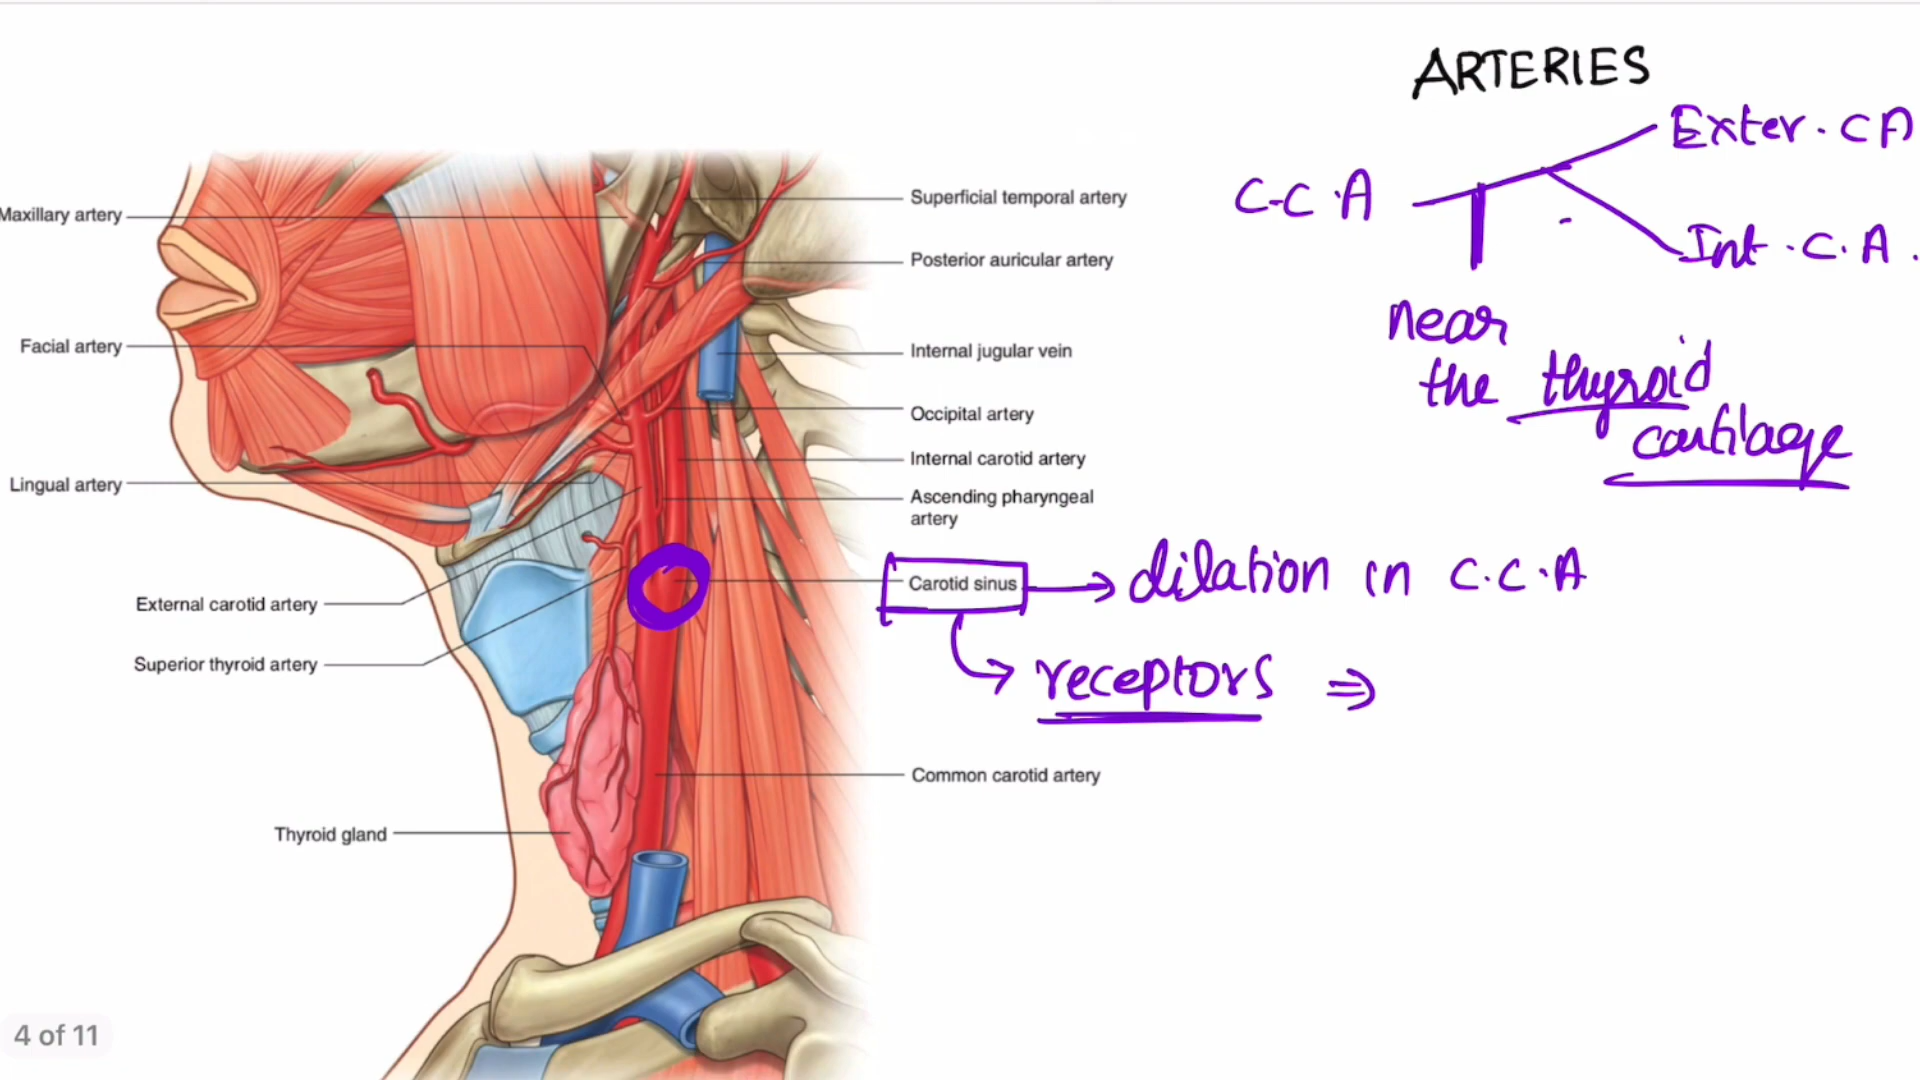 ARTERIES
C-C.A
Exter. CA
Int. C. A.
near
the thyroid
cartilage
Maxillary artery
Facial artery
Lingual artery
External carotid artery
Superior thyroid artery
Thyroid gland
Superficial temporal artery
Posterior auricular artery
Internal jugular vein
Occipital artery
Internal carotid artery
Ascending pharyngeal
artery
Carotid sinus → dilation in C.C.A
→ receptors ⇒
Common carotid artery
4 of 11